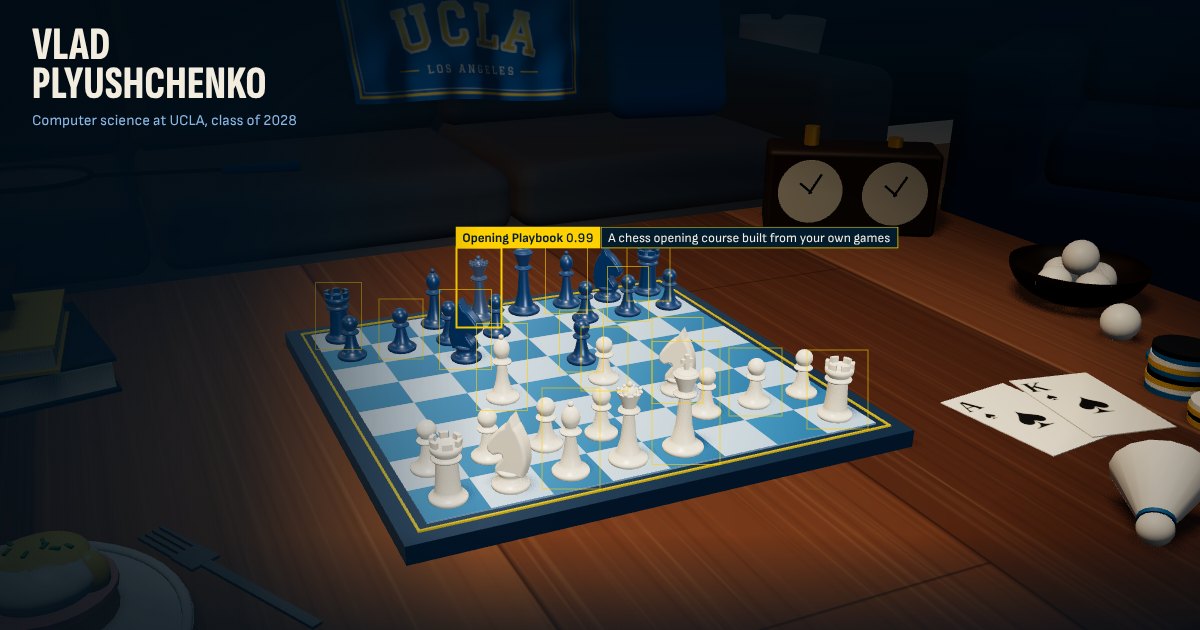 VLAD
PLYUSHCHENKO
Computer science at UCLA, class of 2028
UCLA
LOS ANGELES
Opening Playbook 0.99
A chess opening course built from your own games
A
K